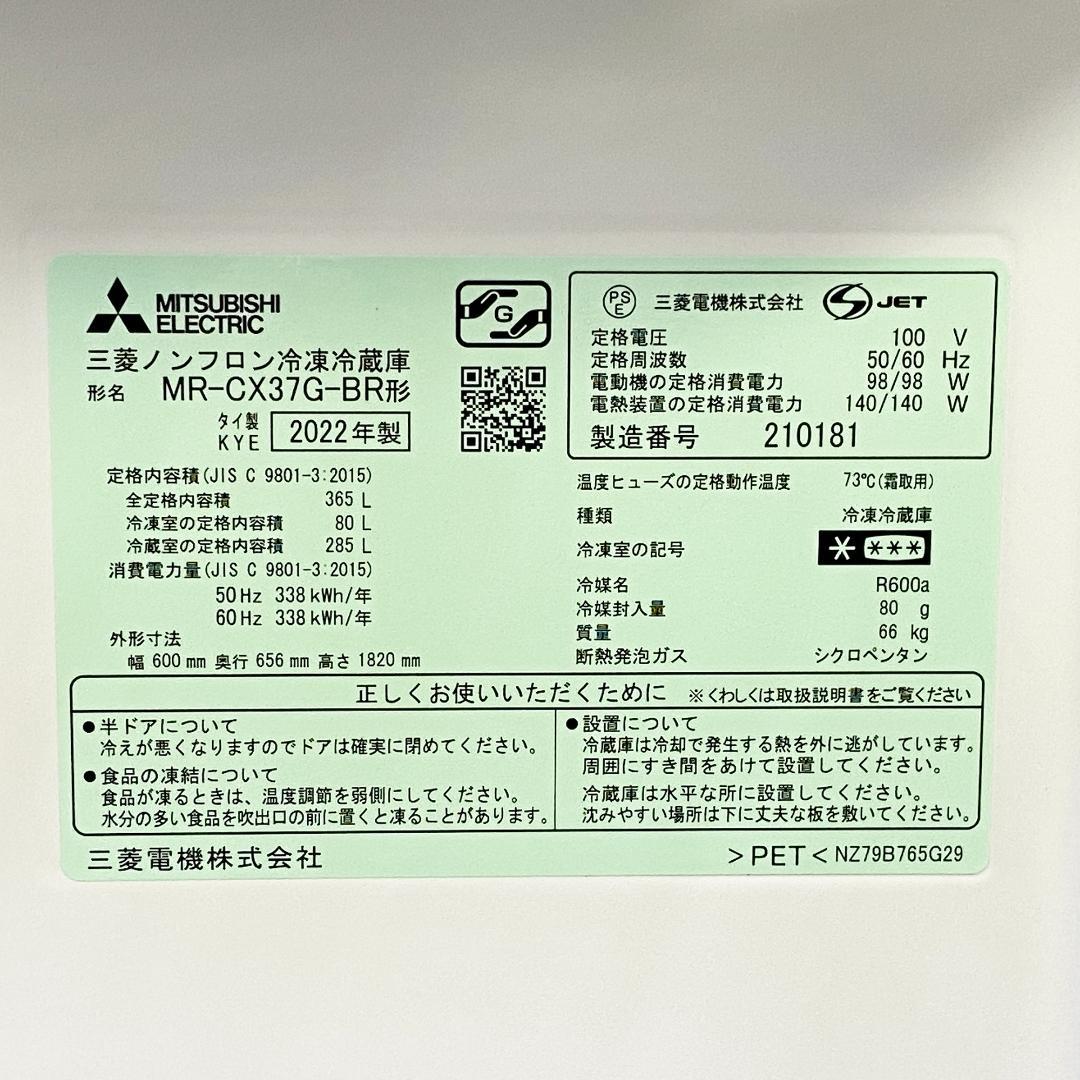 MITSUBISHI
ELECTRIC
三菱ノンフロン冷凍冷蔵庫
形名 MR-CX37G-BR形
タイ製
KYE 2022年製
G
定格内容積(JIS C 9801-3:2015)
全定格内容積 365 L
冷凍室の定格内容積 80 L
冷蔵室の定格内容積 285 L
消費電力量(JIS C 9801-3:2015)
50Hz 338kWh/年
60Hz 338kWh/年
外形寸法
幅 600mm 奥行 656mm 高さ 1820mm
PSE 三菱電機株式会社 S JET
定格電圧 100 V
定格周波数 50/60 Hz
電動機の定格消費電力 98/98 W
電熱装置の定格消費電力 140/140 W
製造番号 210181
温度ヒューズの定格動作温度 73℃(霜取用)
種類 冷凍冷蔵庫
冷凍室の記号 * ***
冷媒名 R600a
冷媒封入量 80 g
質量 66 kg
断熱発泡ガス シクロペンタン
正しくお使いいただくために ※くわしくは取扱説明書をご覧ください
●半ドアについて
冷えが悪くなりますのでドアは確実に閉めてください。
●食品の凍結について
食品が凍るときは、温度調節を弱側にしてください。
水分の多い食品を吹出口の前に置くと凍ることがあります。
●設置について
冷蔵庫は冷却で発生する熱を外に逃がしています。
周囲にすき間をあけて設置してください。
冷蔵庫は水平な所に設置してください。
沈みやすい場所は下に丈夫な板を敷いてください。
三菱電機株式会社
>PET< NZ79B765G29